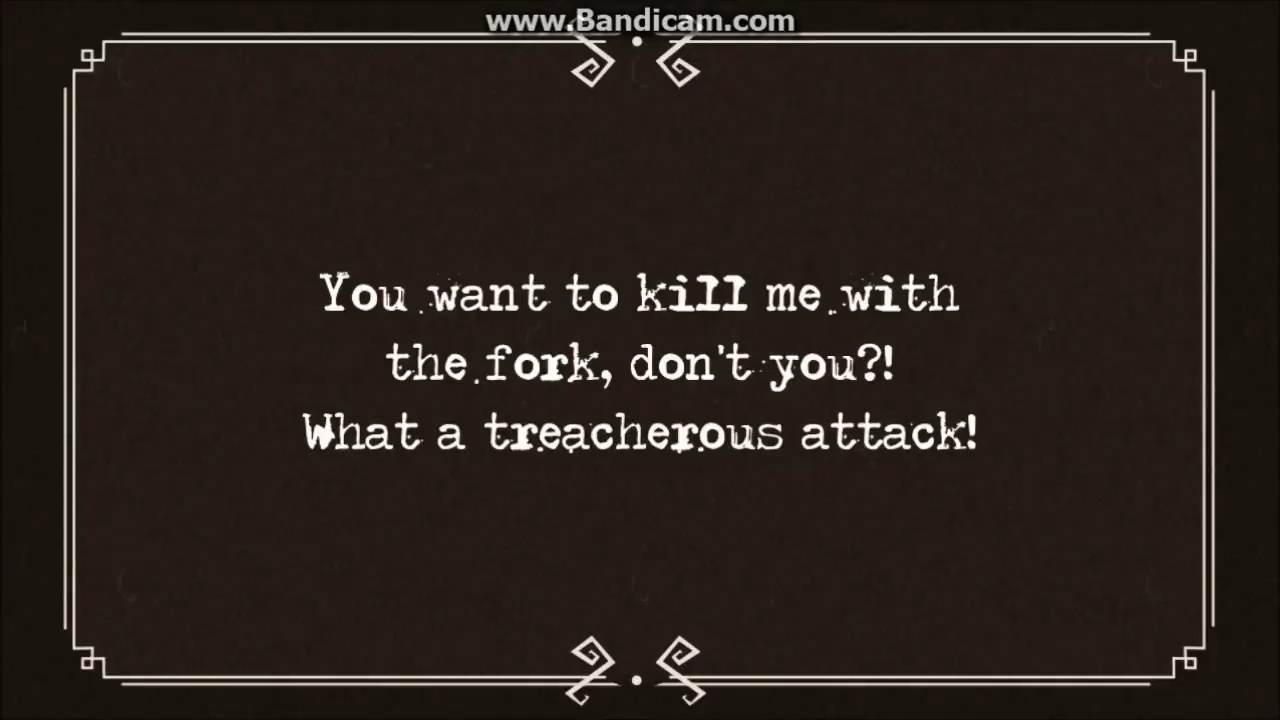 www.Bandicam.com
You want to kill me with
the fork, don't you?!
What a treacherous attack!